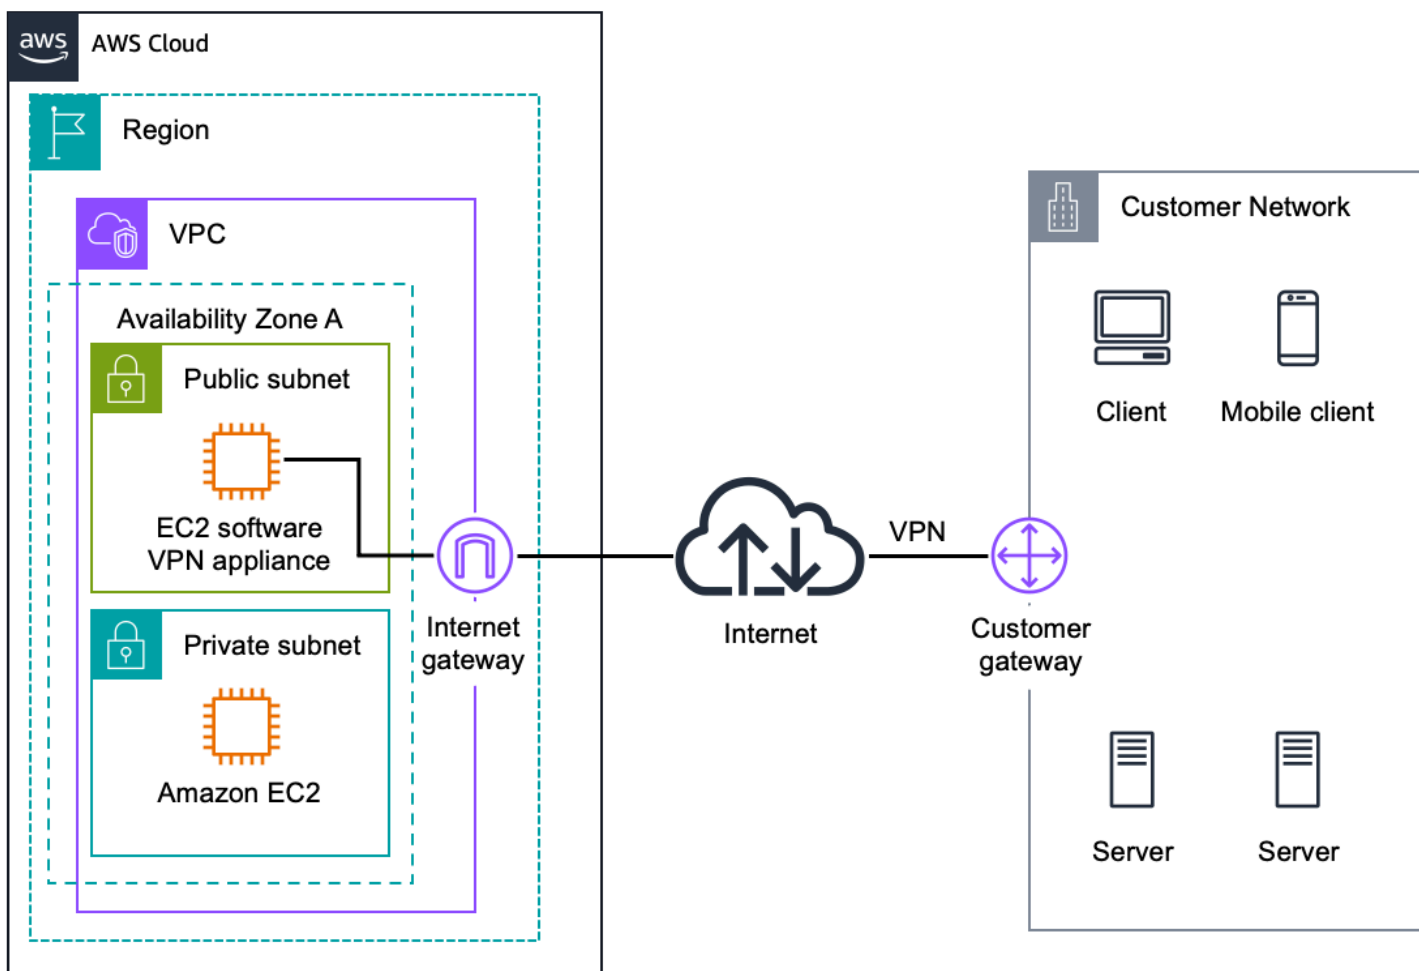 aws
AWS Cloud
Region
VPC
Availability Zone A
Public subnet
EC2 software
VPN appliance
Private subnet
Amazon EC2
Internet
gateway
Internet
VPN
Customer
gateway
Customer Network
Client
Mobile client
Server
Server